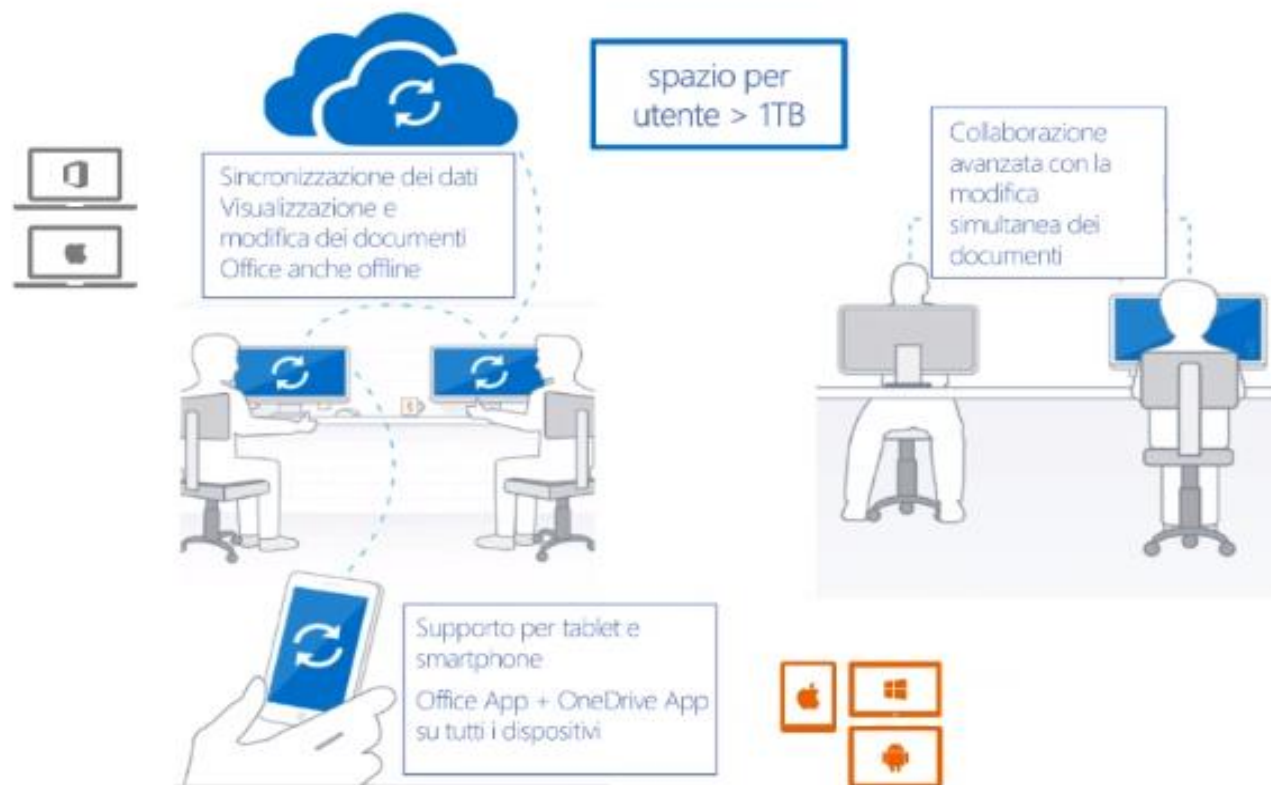 spazio per
utente > 1TB
Sincronizzazione dei dati
Visualizzazione e
modifica dei documenti
Office anche offline
Collaborazione
avanzata con la
modifica
simultanea dei
documenti
Supporto per tablet e
smartphone
Office App + OneDrive App
su tutti i dispositivi